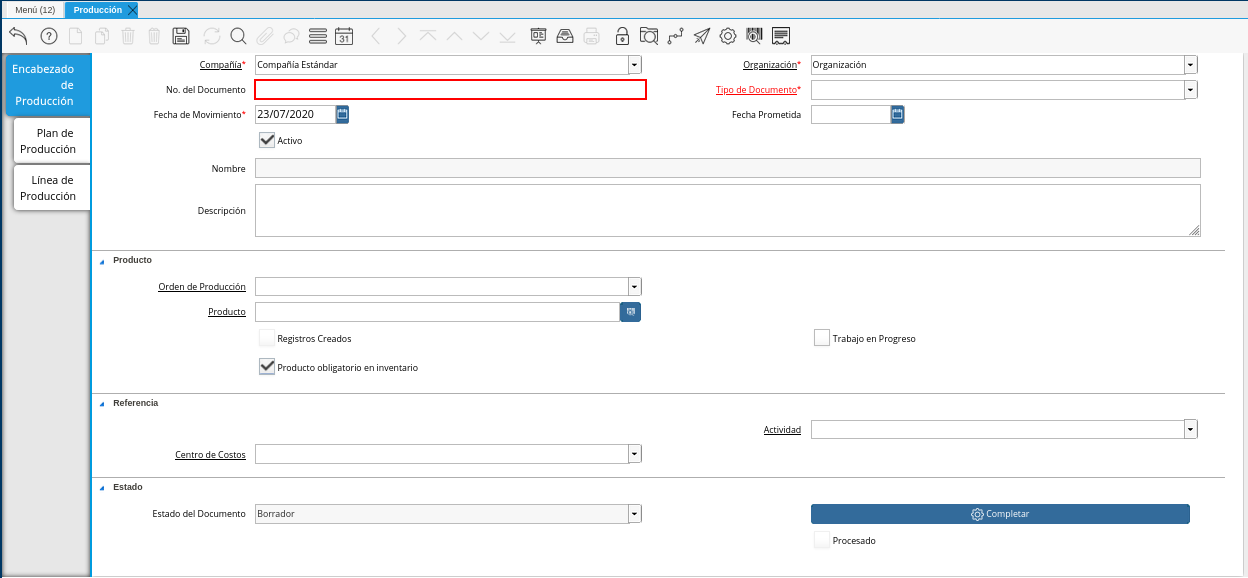 Menú (12) Producción
31
Encabezado de Producción
Plan de Producción
Línea de Producción
Compañía* Compañía Estándar Organización* Organización
No. del Documento Tipo de Documento*
Fecha de Movimiento* 23/07/2020 Fecha Prometida
Activo
Nombre
Descripción
Producto
Orden de Producción
Producto
Registros Creados Trabajo en Progreso
Producto obligatorio en inventario
Referencia
Actividad
Centro de Costos
Estado
Estado del Documento Borrador Completar
Procesado